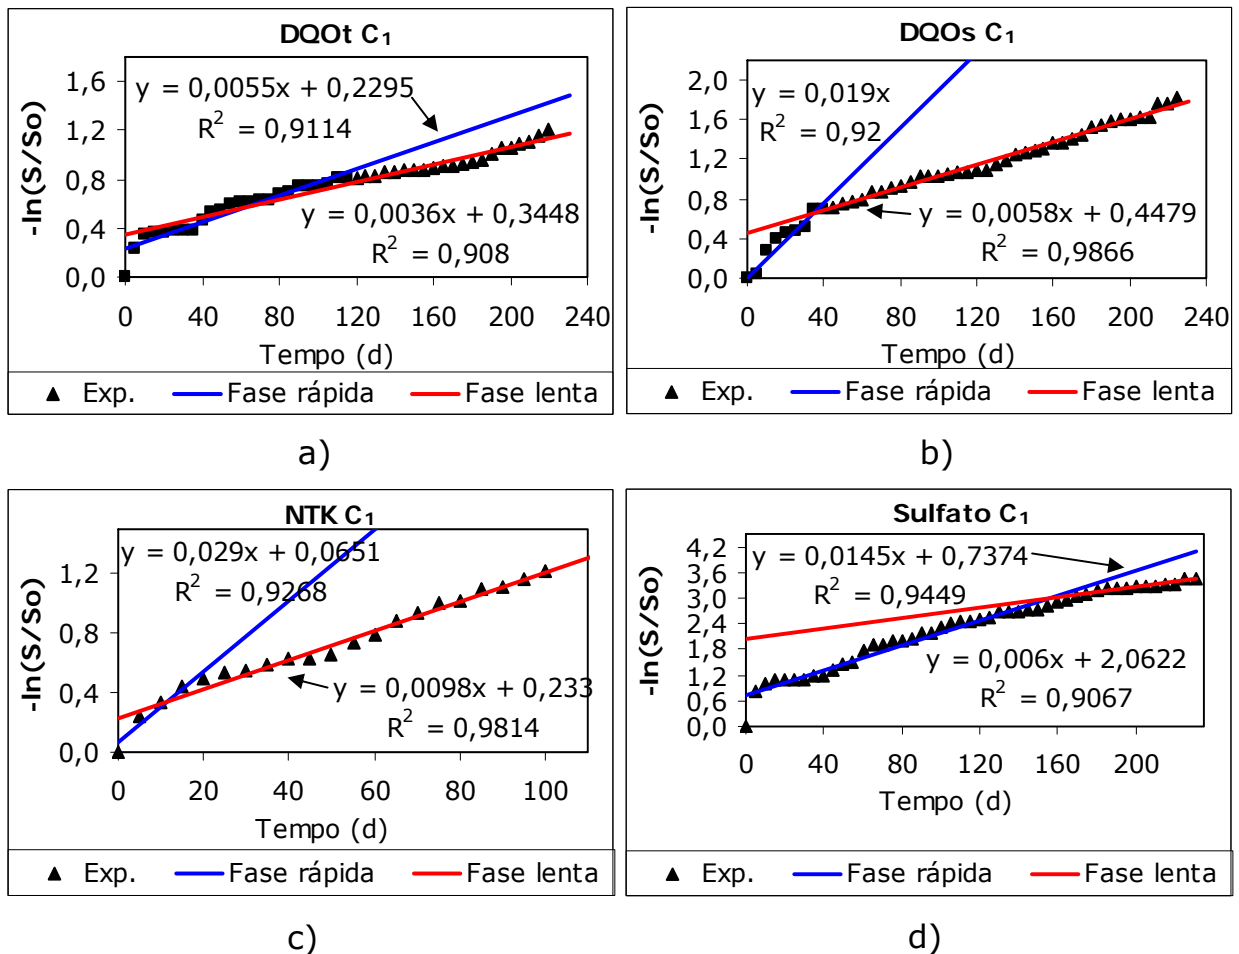 DQOt C1
-ln(S/So)
1,6
1,2
0,8
0,4
0,0
y = 0,0055x + 0,2295
R² = 0,9114
y = 0,0036x + 0,3448
R² = 0,908
0 40 80 120 160 200 240
Tempo (d)
Exp. Fase rápida Fase lenta
a)
DQOs C1
-ln(S/So)
2,0
1,6
1,2
0,8
0,4
0,0
y = 0,019x
R² = 0,92
y = 0,0058x + 0,4479
R² = 0,9866
0 40 80 120 160 200 240
Tempo (d)
Exp. Fase rápida Fase lenta
b)
NTK C1
-ln(S/So)
1,2
0,8
0,4
0,0
y = 0,029x + 0,0651
R² = 0,9268
y = 0,0098x + 0,233
R² = 0,9814
0 20 40 60 80 100
Tempo (d)
Exp. Fase rápida Fase lenta
c)
Sulfato C1
-ln(S/So)
4,2
3,6
3,0
2,4
1,8
1,2
0,6
0,0
y = 0,0145x + 0,7374
R² = 0,9449
y = 0,006x + 2,0622
R² = 0,9067
0 40 80 120 160 200
Tempo (d)
Exp. Fase rápida Fase lenta
d)